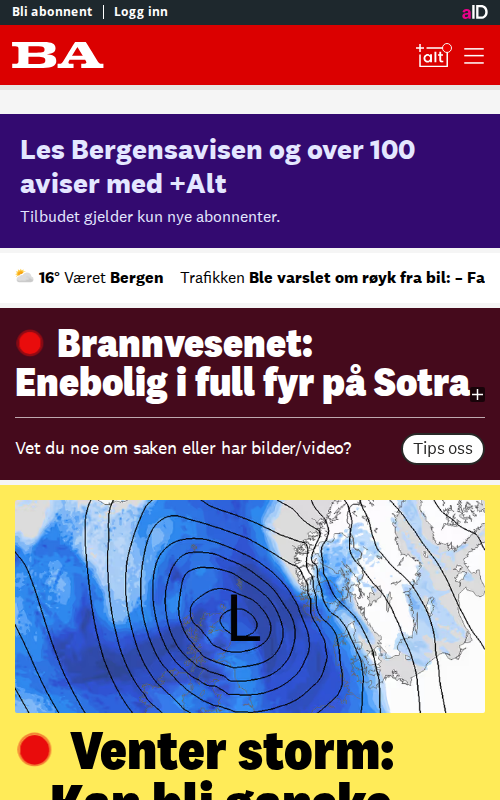 Bli abonnent | Logg inn
aID
BA
+alt
Les Bergensavisen og over 100
aviser med +Alt
Tilbudet gjelder kun nye abonnenter.
16° Været Bergen Trafikken Ble varslet om røyk fra bil: – Fa
Brannvesenet:
Enebolig i full fyr på Sotra
+
Vet du noe om saken eller har bilder/video?
Tips oss
L
Venter storm:
Kan bli ganske